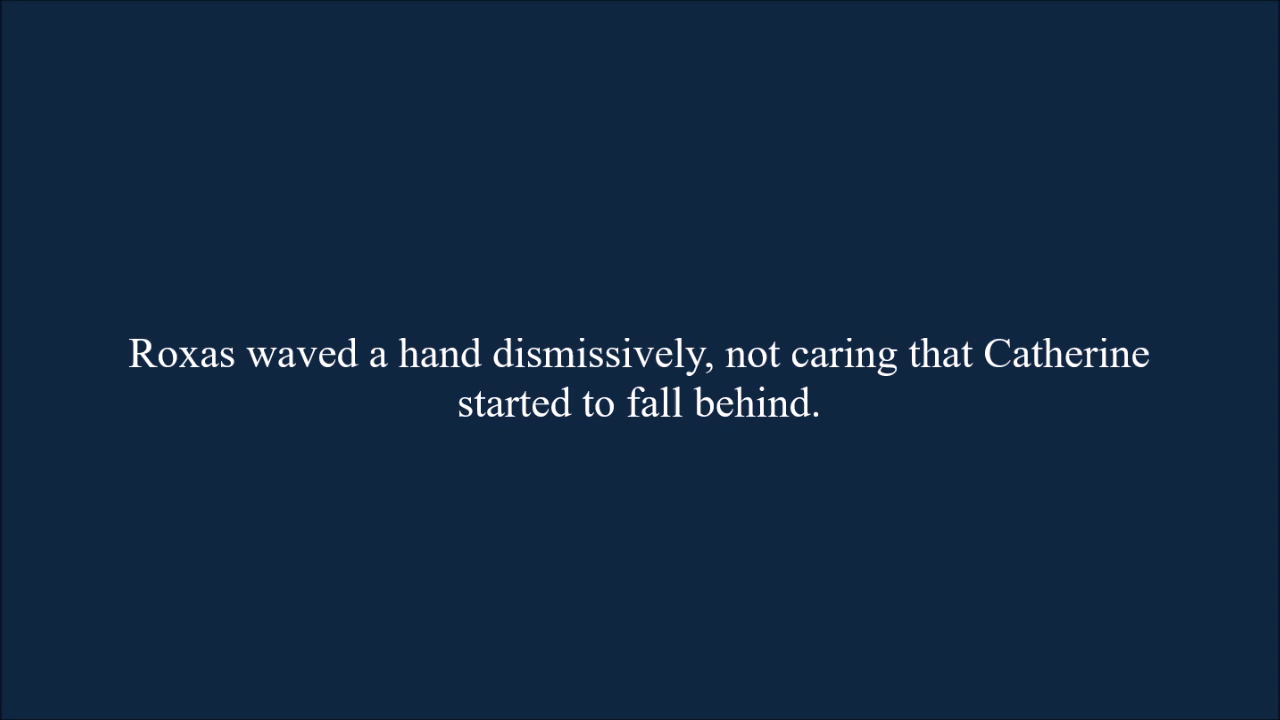 Roxas waved a hand dismissively, not caring that Catherine
started to fall behind.